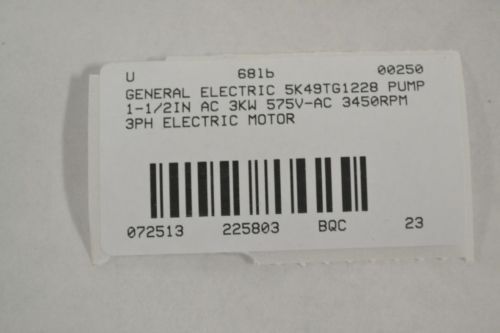 U 68lb 00250
GENERAL ELECTRIC 5K49TG1228 PUMP
1-1/2IN AC 3KW 575V-AC 3450RPM
3PH ELECTRIC MOTOR
072513 225803 BQC 23